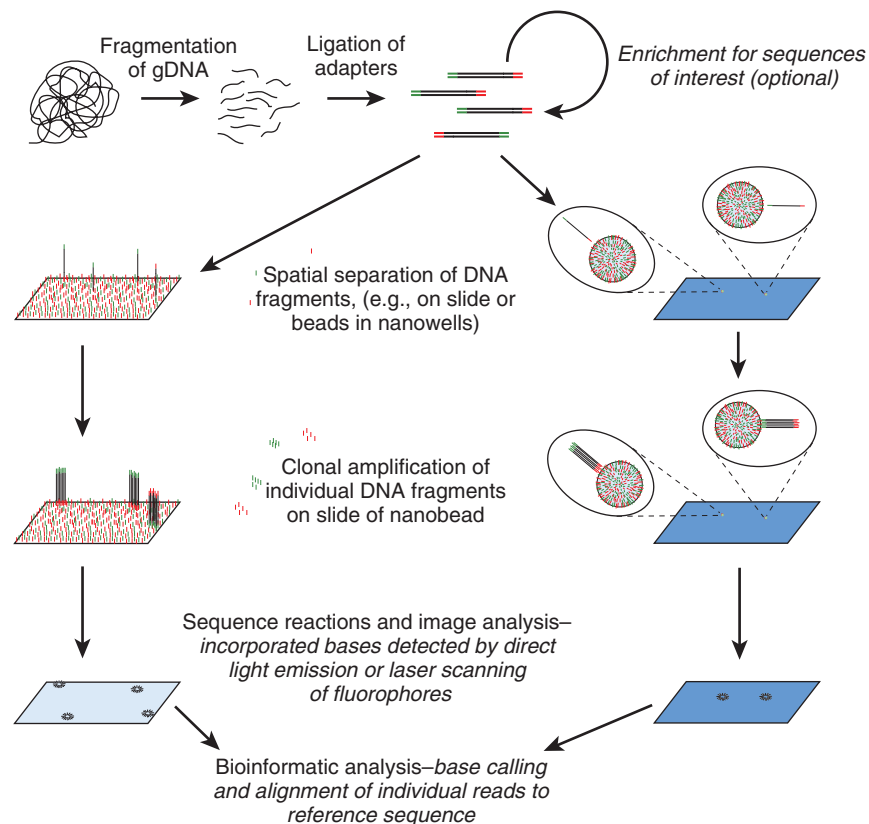 Fragmentation
of gDNA
Ligation of
adapters
Enrichment for sequences
of interest (optional)
Spatial separation of DNA
fragments, (e.g., on slide or
beads in nanowells)
Clonal amplification of
individual DNA fragments
on slide of nanobead
Sequence reactions and image analysis–
incorporated bases detected by direct
light emission or laser scanning
of fluorophores
Bioinformatic analysis–base calling
and alignment of individual reads to
reference sequence